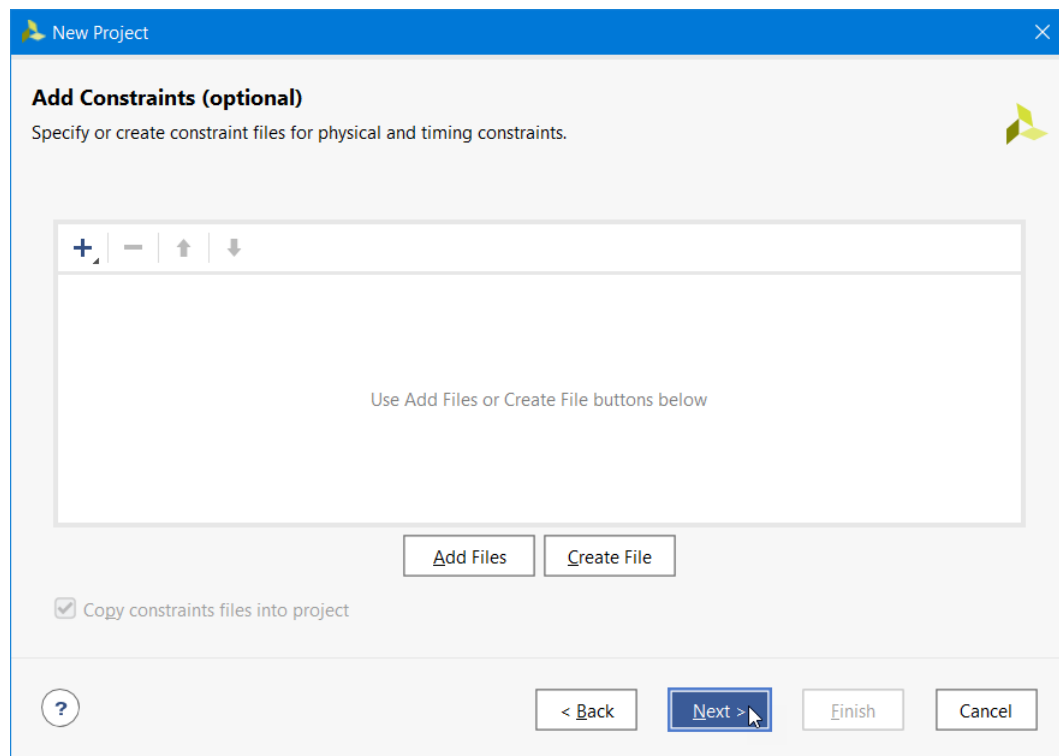 New Project
Add Constraints (optional)
Specify or create constraint files for physical and timing constraints.
Use Add Files or Create File buttons below
Add Files
Create File
Copy constraints files into project
?
< Back
Next >
Finish
Cancel